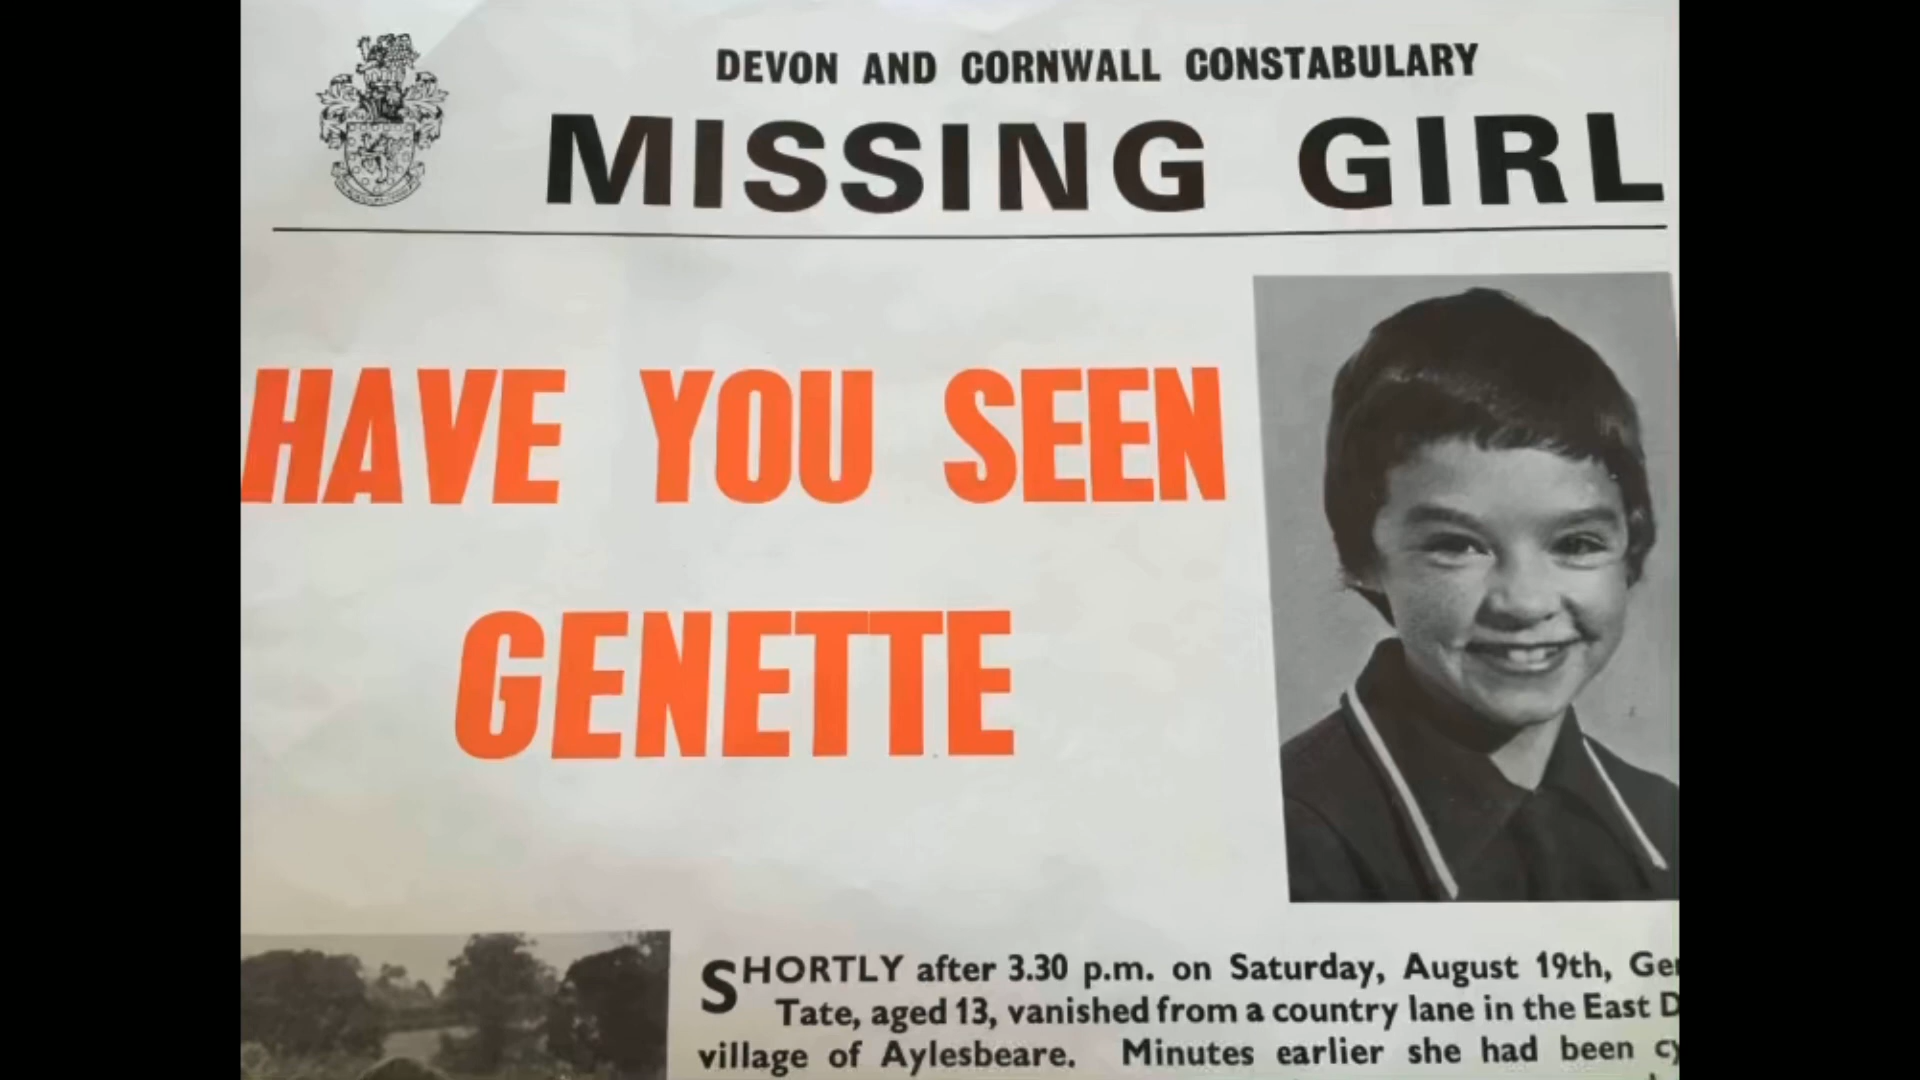 DEVON AND CORNWALL CONSTABULARY
MISSING GIRL
HAVE YOU SEEN
GENETTE
SHORTLY after 3.30 p.m. on Saturday, August 19th,
Tate, aged 13, vanished from a country lane in the East
village of Aylesbeare. Minutes earlier she had been